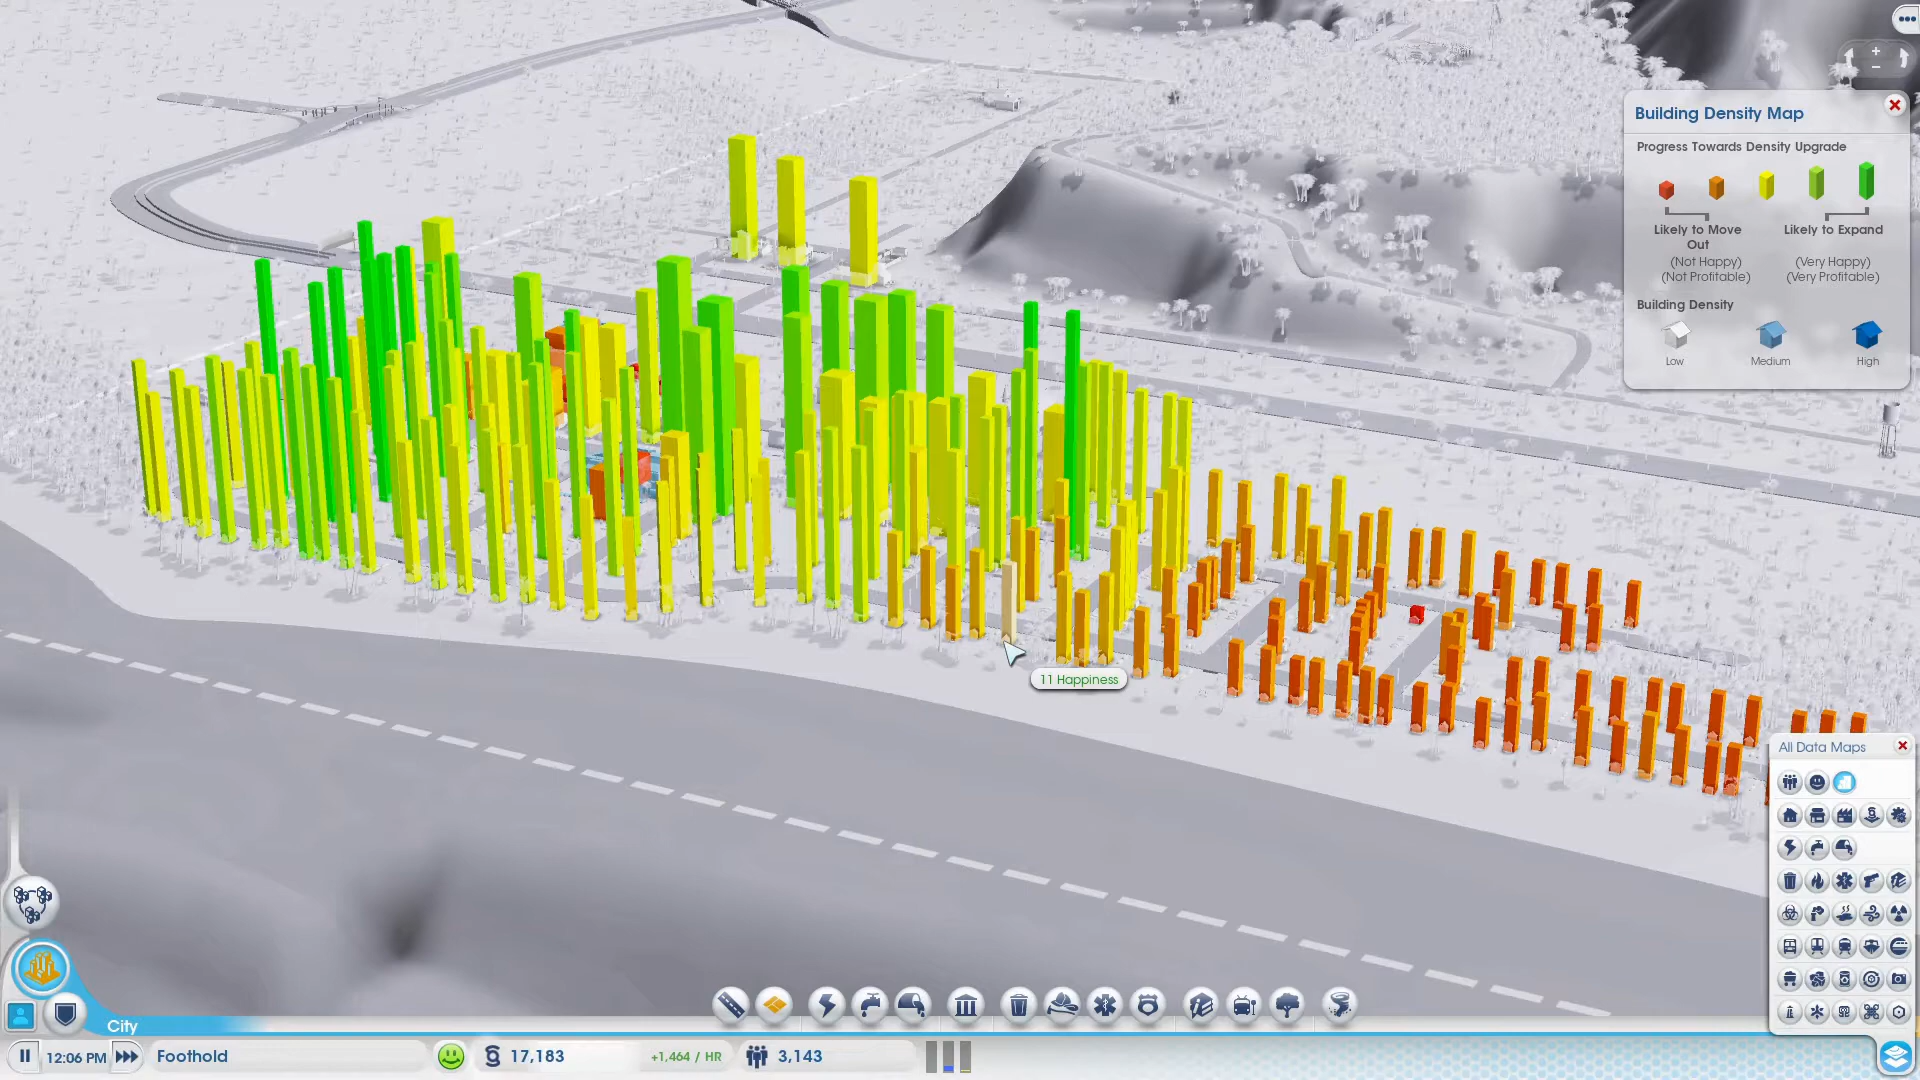 Building Density Map
Progress Towards Density Upgrade
Likely to Move Out
(Not Happy)
(Not Profitable)
Likely to Expand
(Very Happy)
(Very Profitable)
Building Density
Low
Medium
High
11 Happiness
All Data Maps
City
12:06 PM
Foothold
17,183
+1,464 / HR
3,143